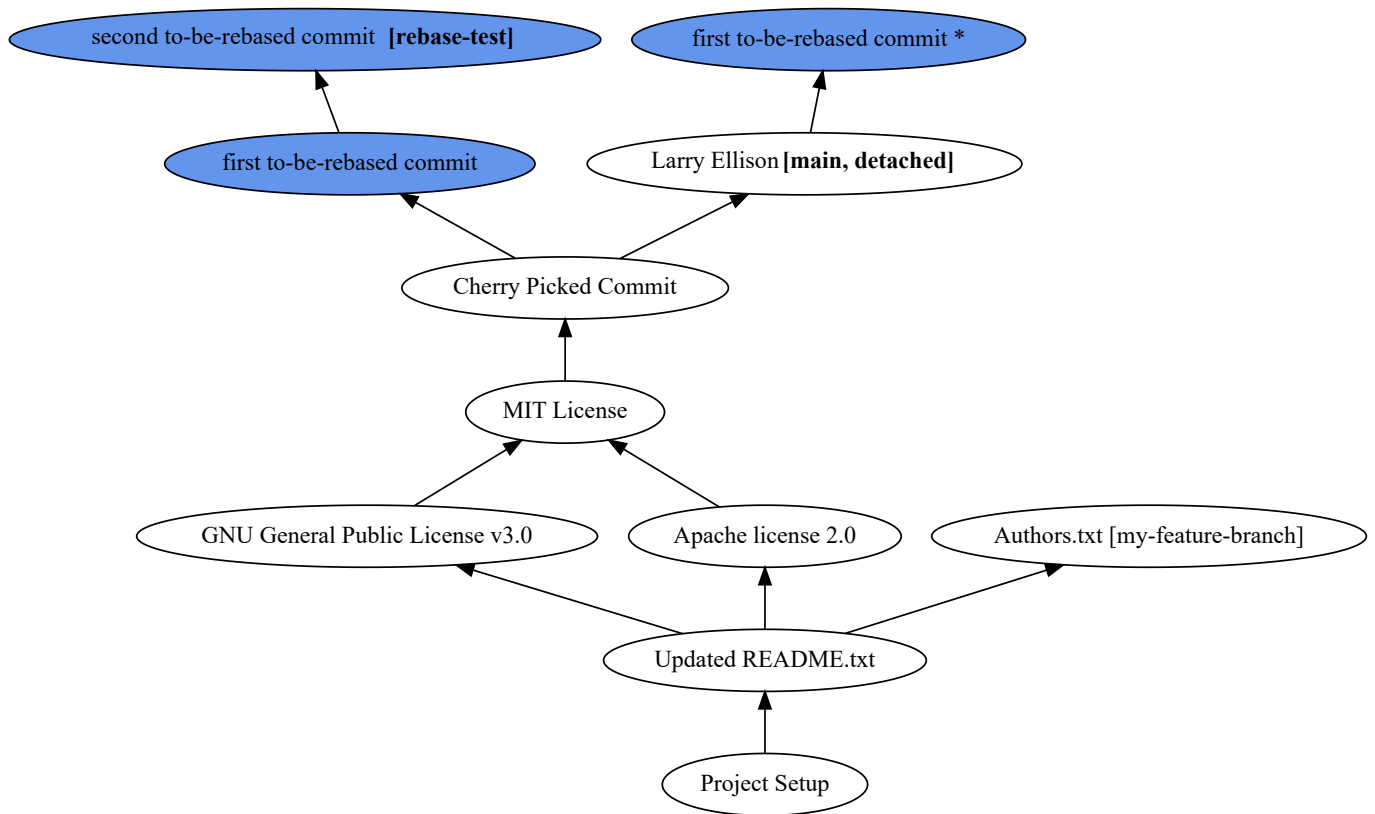 second to-be-rebased commit [rebase-test]
first to-be-rebased commit *
first to-be-rebased commit
Larry Ellison [main, detached]
Cherry Picked Commit
MIT License
GNU General Public License v3.0
Apache license 2.0
Authors.txt [my-feature-branch]
Updated README.txt
Project Setup